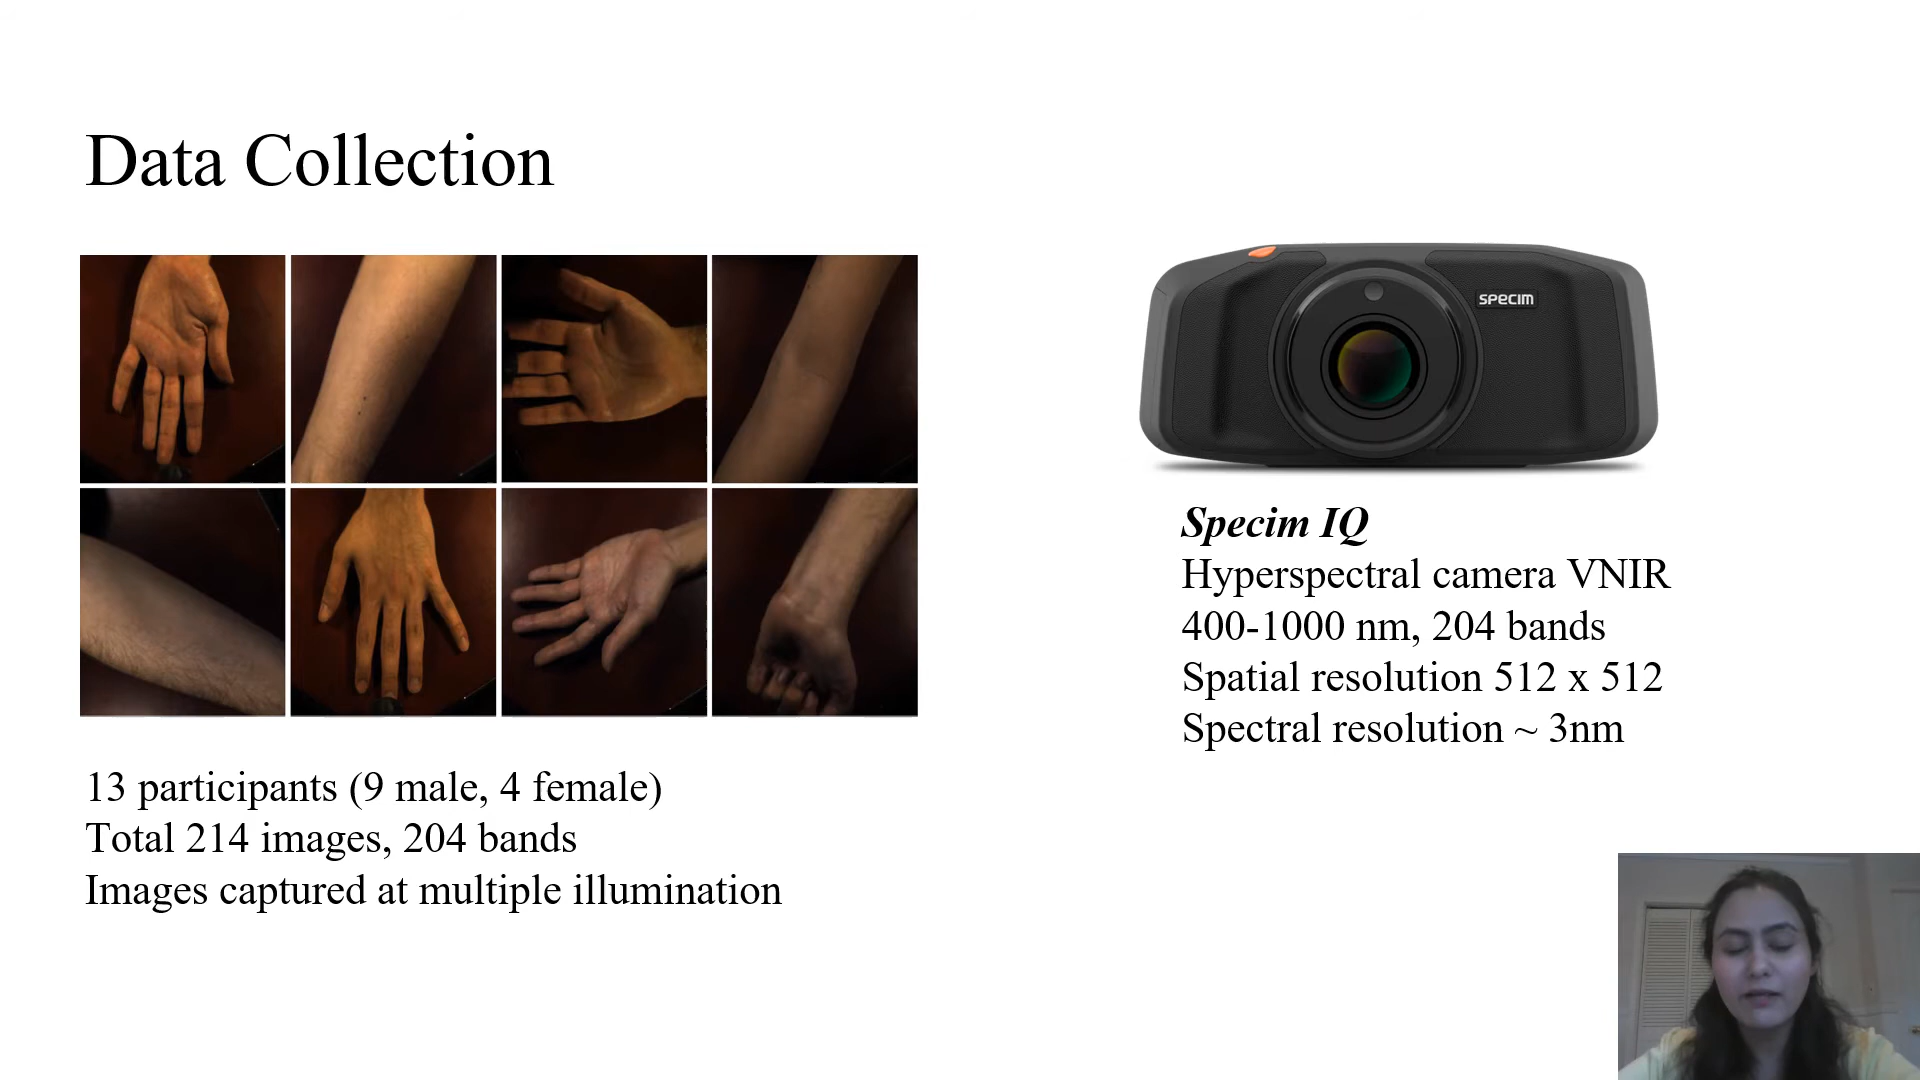 Data Collection
SPECIM
Specim IQ
Hyperspectral camera VNIR
400-1000 nm, 204 bands
Spatial resolution 512 x 512
Spectral resolution ~ 3nm
13 participants (9 male, 4 female)
Total 214 images, 204 bands
Images captured at multiple illumination